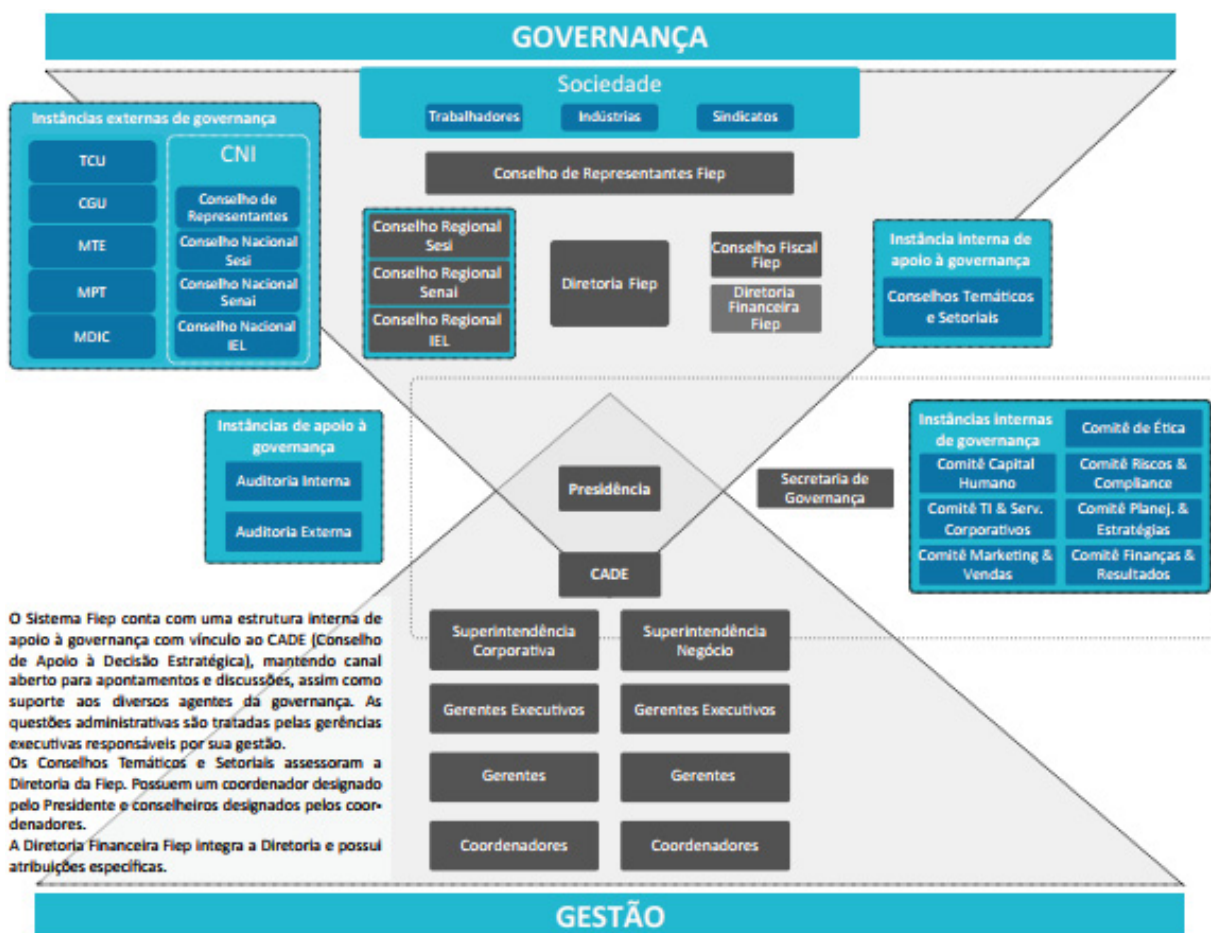 GOVERNANÇA
Sociedade
Trabalhadores
Indústrias
Sindicatos
Instâncias externas de governança
TCU
CGU
MTE
MPT
MDIC
CNI
Conselho de
Representantes
Conselho Nacional
Sesi
Conselho Nacional
Senai
Conselho Nacional
IEL
Conselho de Representantes Fiep
Conselho Regional
Sesi
Conselho Regional
Senai
Conselho Regional
IEL
Diretoria Fiep
Conselho Fiscal
Fiep
Diretoria
Financeira
Fiep
Instância interna de
apoio à governança
Conselhos Temáticos
e Setoriais
Instâncias de apoio à
governança
Auditoria Interna
Auditoria Externa
Presidência
Secretaria de
Governança
Instâncias internas
de governança
Comitê de Ética
Comitê Capital
Humano
Comitê Riscos &
Compliance
Comitê TI & Serv.
Corporativos
Comitê Planej. &
Estratégias
Comitê Marketing &
Vendas
Comitê Finanças &
Resultados
CADE
Superintendência
Corporativa
Superintendência
Negócio
Gerentes Executivos
Gerentes Executivos
Gerentes
Gerentes
Coordenadores
Coordenadores
O Sistema Fiep conta com uma estrutura interna de
apoio à governança com vínculo ao CADE (Conselho
de Apoio à Decisão Estratégica), mantendo canal
aberto para apontamentos e discussões, assim como
suporte aos diversos agentes da governança. As
questões administrativas são tratadas pelas gerências
executivas responsáveis por sua gestão.
Os Conselhos Temáticos e Setoriais assessoram a
Diretoria da Fiep. Possuem um coordenador designado
pelo Presidente e conselheiros designados pelos coor-
denadores.
A Diretoria Financeira Fiep integra a Diretoria e possui
atribuições específicas.
GESTÃO